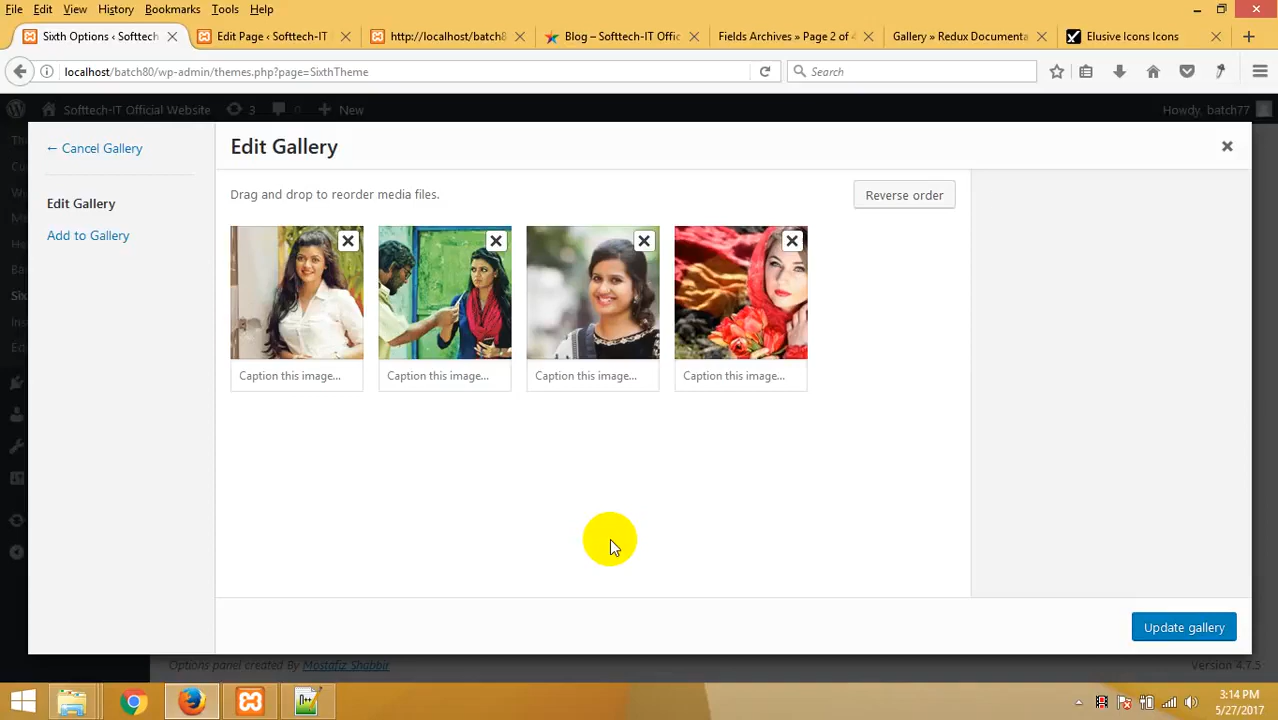 File Edit View History Bookmarks Tools Help
Sixth Options ‹ Softtech Edit Page ‹ Softtech-IT http://localhost/batch8 Blog – Softtech-IT Offic Fields Archives » Page 2 of 4 Gallery » Redux Documenta Elusive Icons Icons
localhost/batch80/wp-admin/themes.php?page=SixthTheme Search
Softtech-IT Official Website 3 0 New Howdy, batch77
← Cancel Gallery
Edit Gallery
Add to Gallery
Edit Gallery
Drag and drop to reorder media files.
Reverse order
Caption this image... Caption this image... Caption this image... Caption this image...
Update gallery
Options panel created By Mostafiz Shabbir Version 4.7.5
3:14 PM
5/27/2017